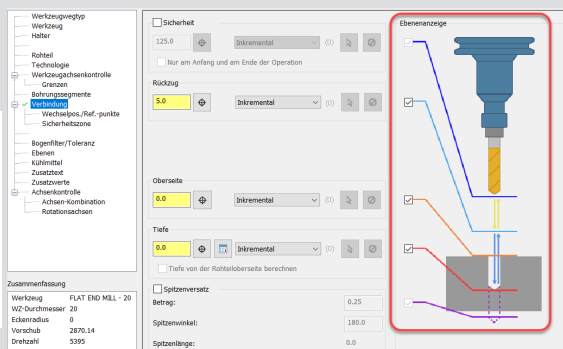 Werkzeugwegtyp
Werkzeug
Halter
Rohteil
Technologie
Werkzeugachsenkontrolle
Grenzen
Bohrungssegmente
Verbindung
Wechselpos./Ref.-punkte
Sicherheitszone
Bogenfilter/Toleranz
Ebenen
Kühlmittel
Zusatztext
Zusatzwerte
Achsenkontrolle
Achsen-Kombination
Rotationsachsen
Zusammenfassung
Werkzeug FLAT END MILL - 20
WZ-Durchmesser 20
Eckenradius 0
Vorschub 2870.14
Drehzahl 5395
Sicherheit
125.0 Inkremental (0)
Nur am Anfang und am Ende der Operation
Rückzug
5.0 Inkremental (0)
Oberseite
0.0 Inkremental (0)
Tiefe
0.0 Inkremental (0)
Tiefe von der Rohteiloberseite berechnen
Spitzenversatz
Betrag: 0.25
Spitzenwinkel: 180.0
Spitzenlänge: 0.0
Ebenenanzeige